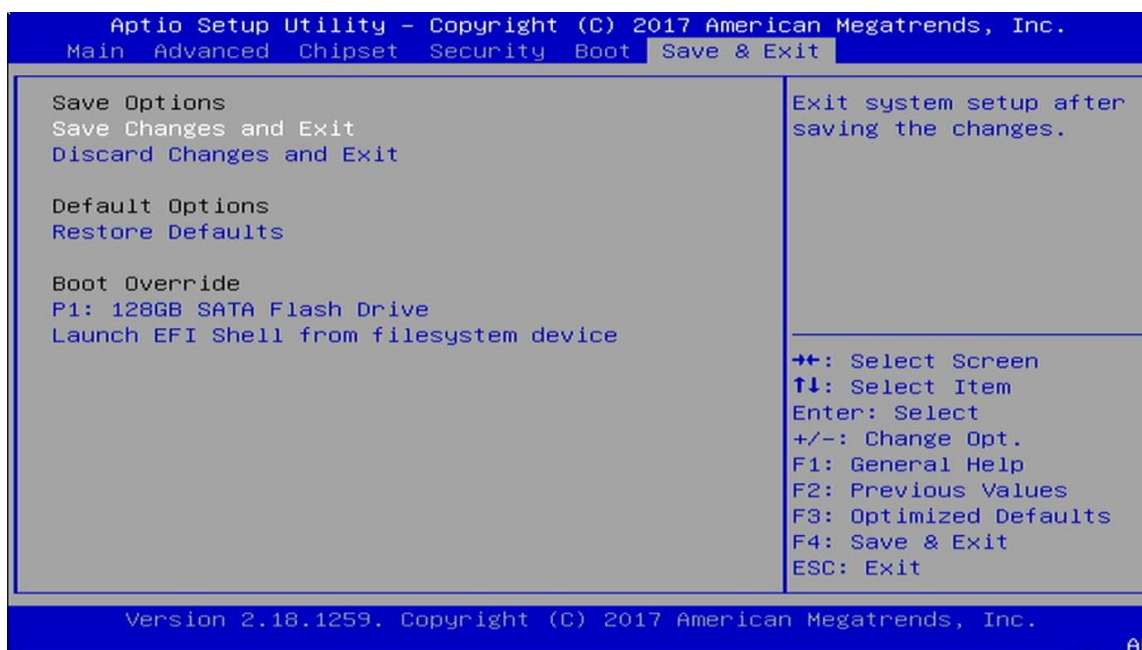 Aptio Setup Utility – Copyright (C) 2017 American Megatrends, Inc.
Main Advanced Chipset Security Boot Save & Exit
Save Options
Save Changes and Exit
Discard Changes and Exit
Default Options
Restore Defaults
Boot Override
P1: 128GB SATA Flash Drive
Launch EFI Shell from filesystem device
Exit system setup after
saving the changes.
→←: Select Screen
↑↓: Select Item
Enter: Select
+/-: Change Opt.
F1: General Help
F2: Previous Values
F3: Optimized Defaults
F4: Save & Exit
ESC: Exit
Version 2.18.1259. Copyright (C) 2017 American Megatrends, Inc.
A